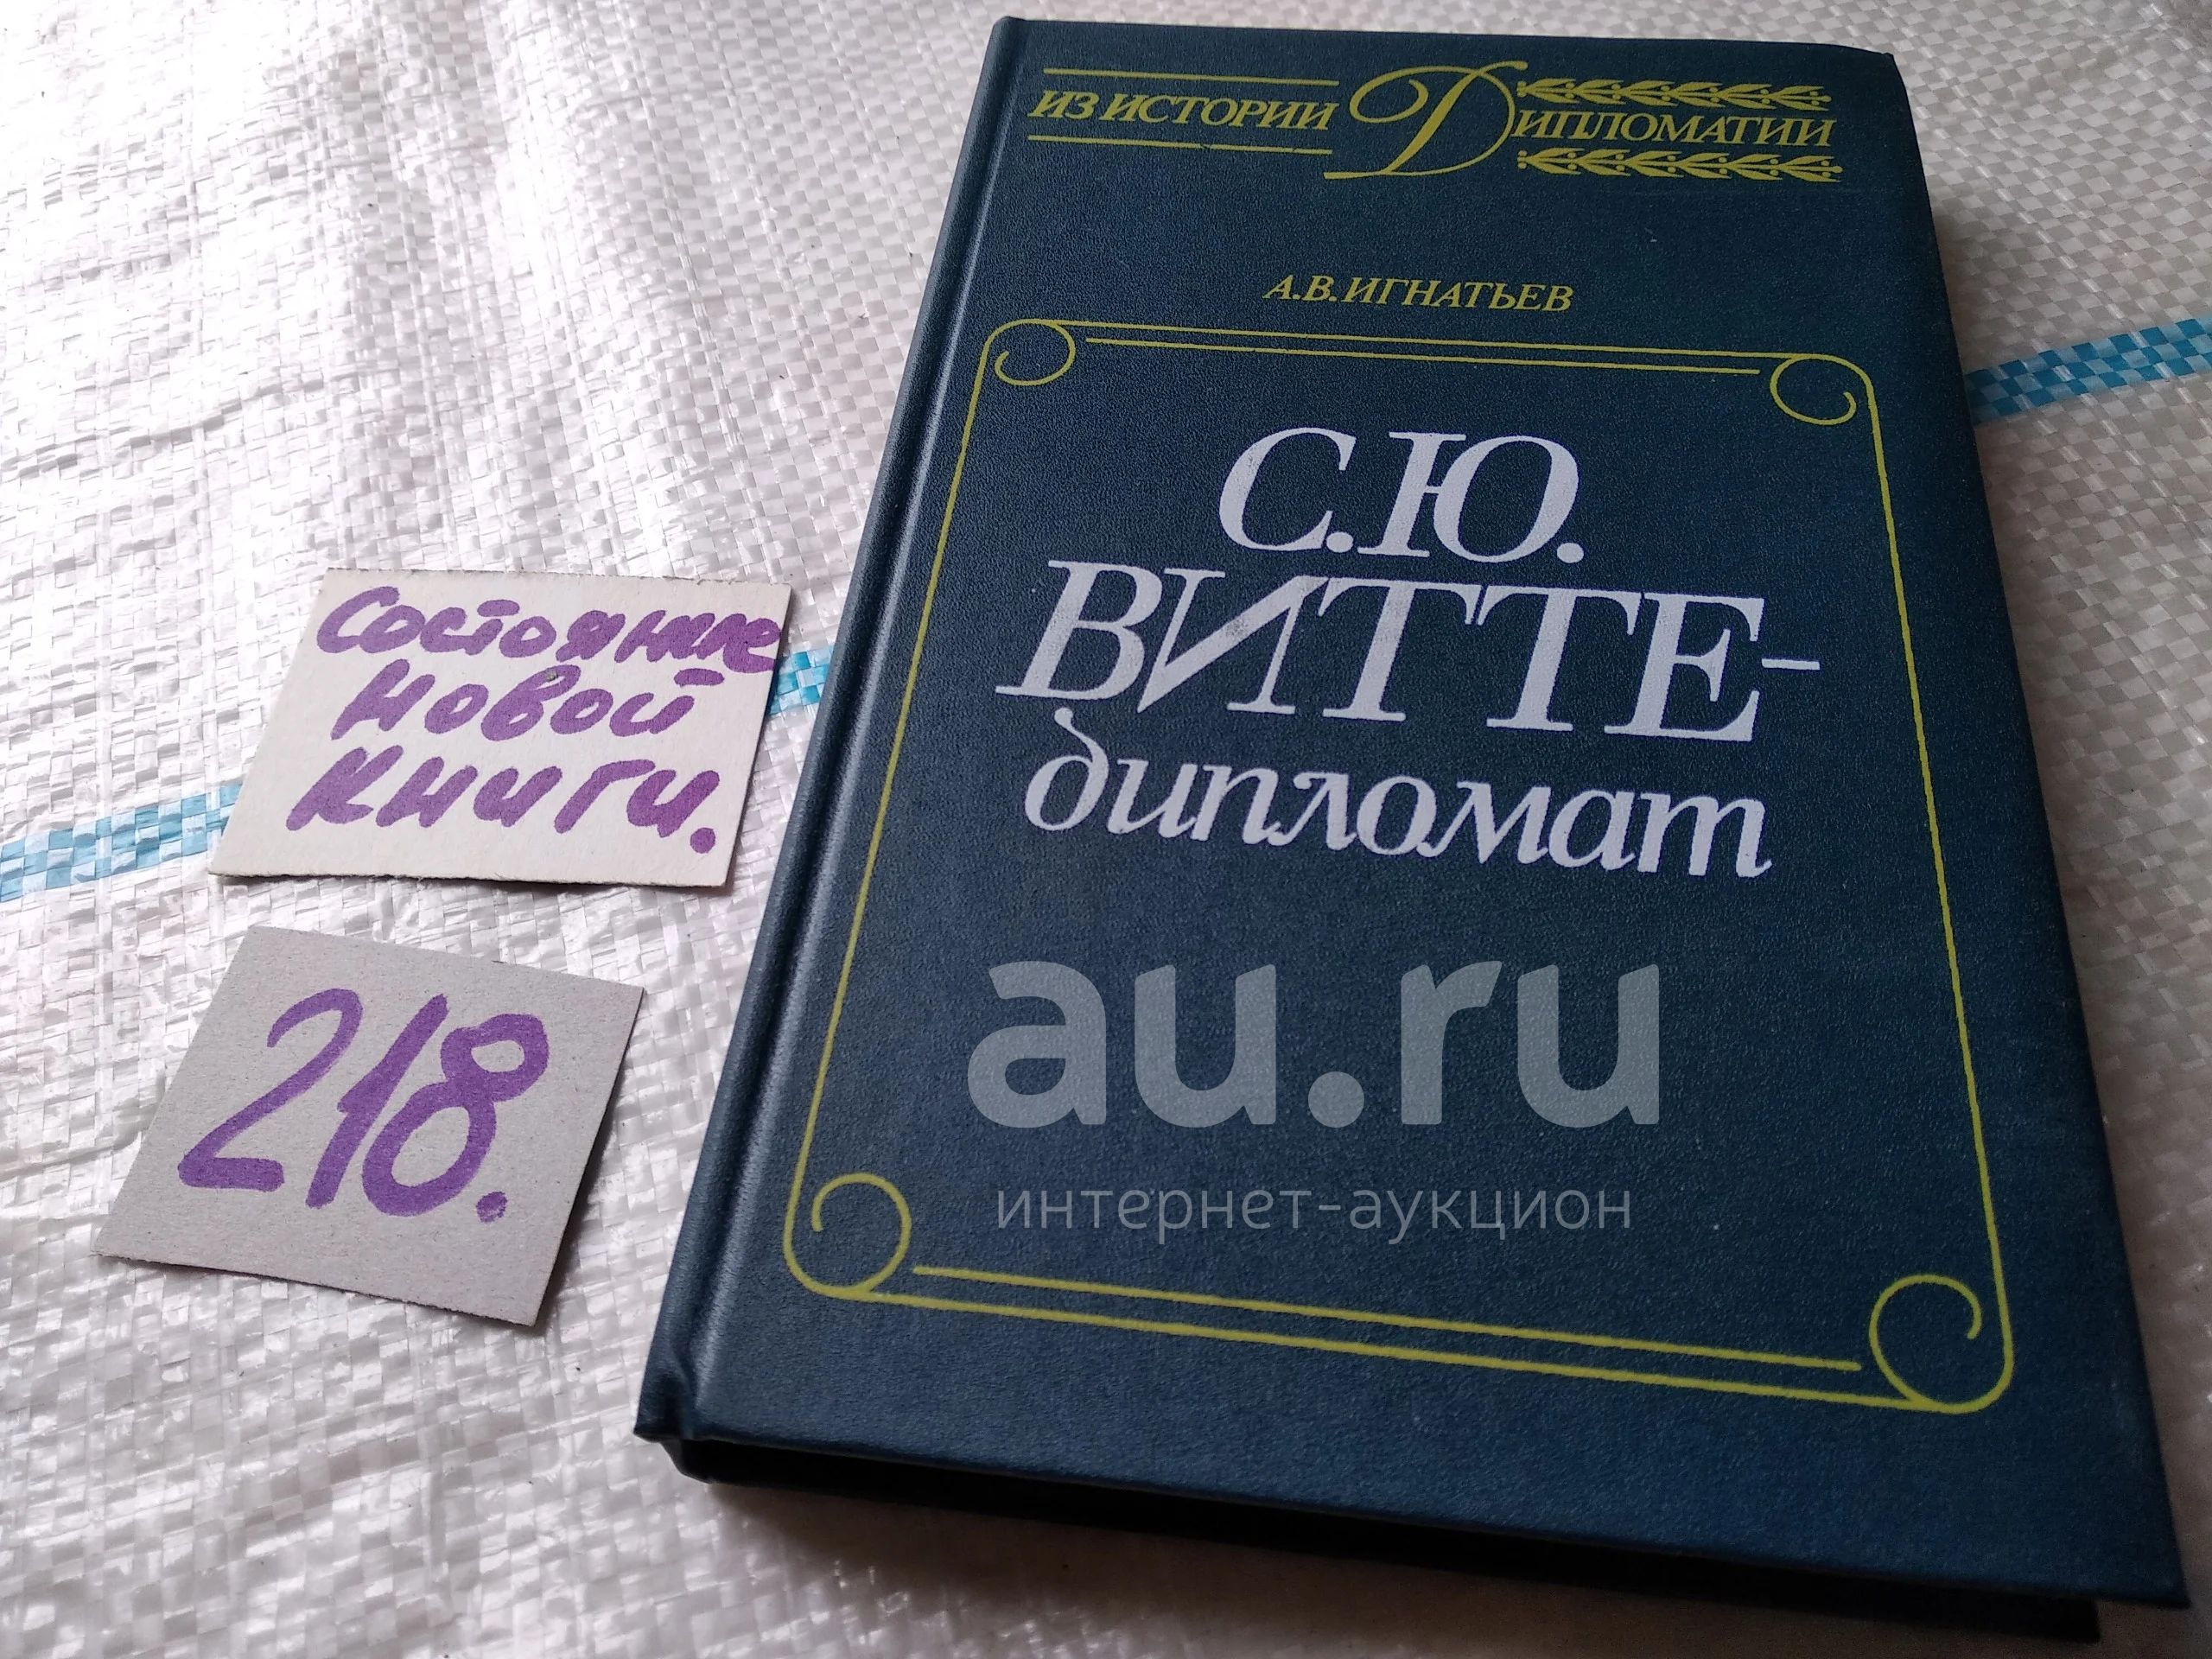 ИЗ ИСТОРИИ ДИПЛОМАТИИ
А.В.ИГНАТЬЕВ
С.Ю.
ВИТТЕ-
дипломат
Состояние
новой
книги.
218.
au.ru
интернет-аукцион